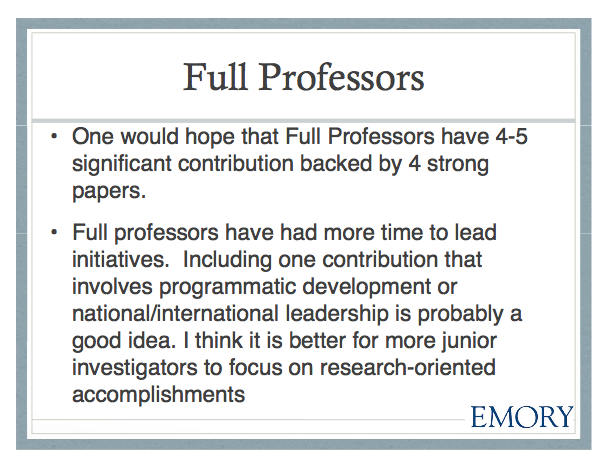 Full Professors
• One would hope that Full Professors have 4-5
significant contribution backed by 4 strong
papers.
• Full professors have had more time to lead
initiatives.  Including one contribution that
involves programmatic development or
national/international leadership is probably a
good idea. I think it is better for more junior
investigators to focus on research-oriented
accomplishments
EMORY